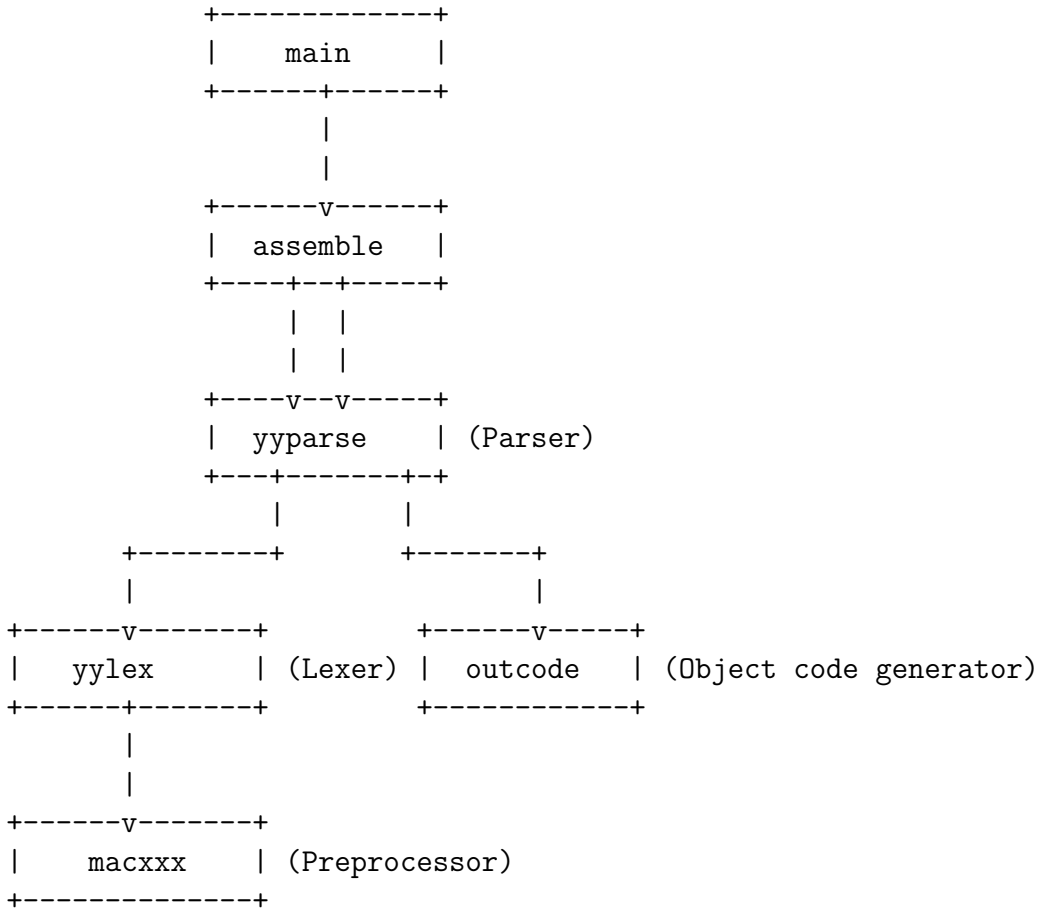 main
assemble
yyparse (Parser)
yylex (Lexer) outcode (Object code generator)
macxxx (Preprocessor)